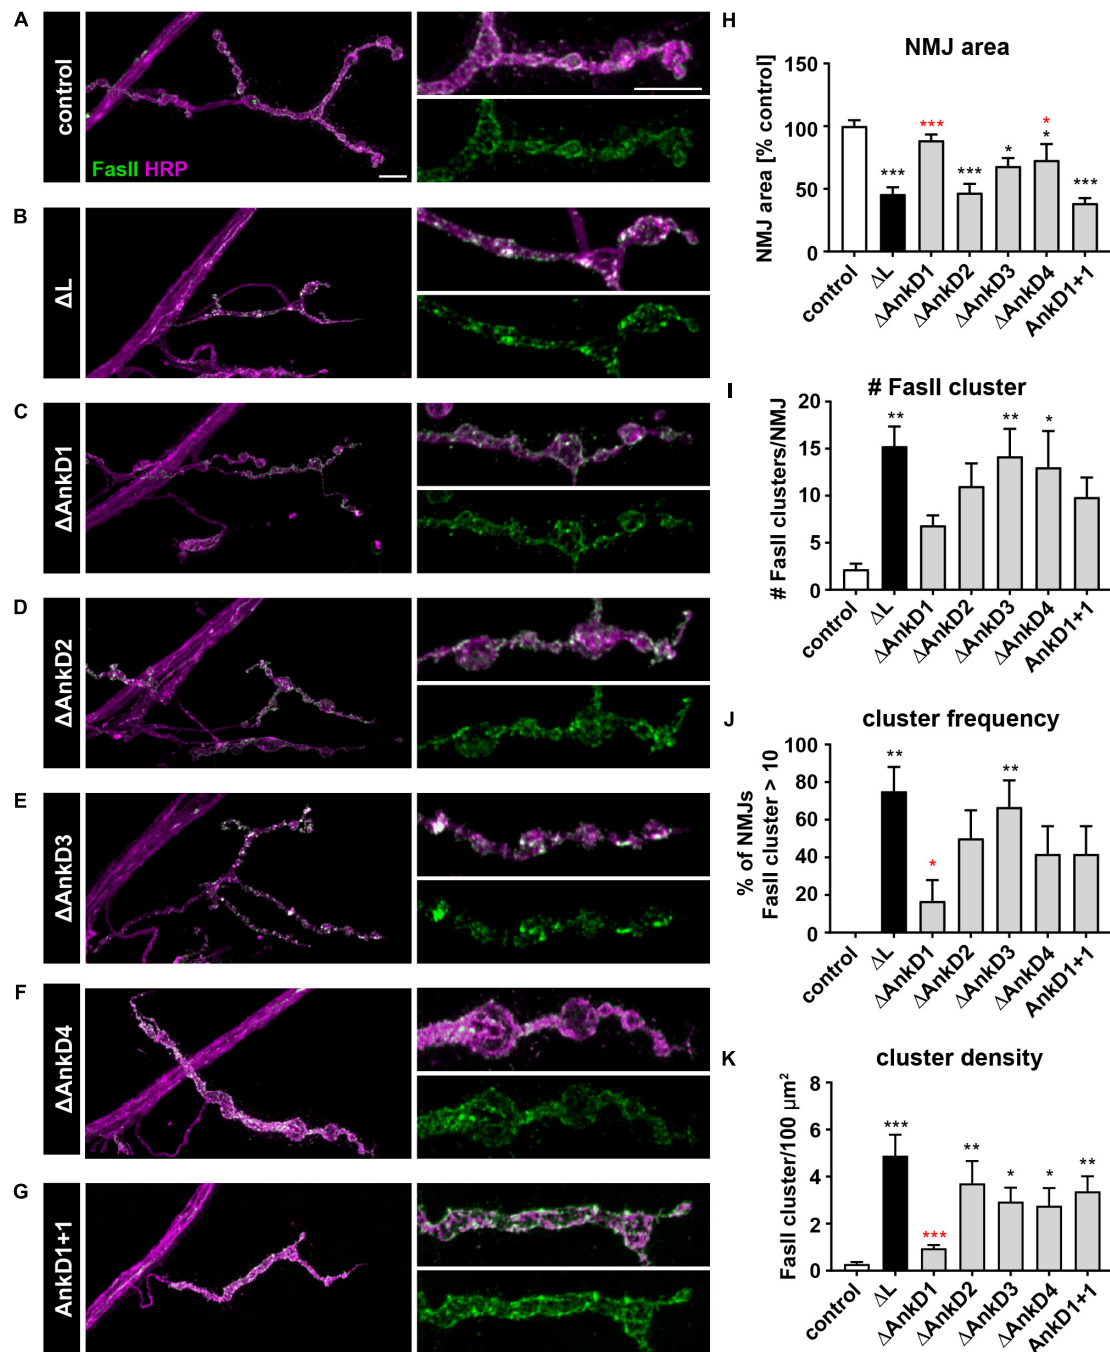 A
control
FasII HRP
B
ΔL
C
ΔAnkD1
D
ΔAnkD2
E
ΔAnkD3
F
ΔAnkD4
G
AnkD1+1
H
NMJ area
NMJ area [% control]
150
100
50
0
***
***
***
*
*
*
***
control
ΔL
ΔAnkD1
ΔAnkD2
ΔAnkD3
ΔAnkD4
AnkD1+1
I
# FasII cluster
# FasII clusters/NMJ
20
15
10
5
0
**
**
*
control
ΔL
ΔAnkD1
ΔAnkD2
ΔAnkD3
ΔAnkD4
AnkD1+1
J
cluster frequency
% of NMJs
FasII cluster > 10
100
80
60
40
20
0
**
*
**
control
ΔL
ΔAnkD1
ΔAnkD2
ΔAnkD3
ΔAnkD4
AnkD1+1
K
cluster density
FasII cluster/100 µm²
8
6
4
2
0
***
***
**
*
*
**
control
ΔL
ΔAnkD1
ΔAnkD2
ΔAnkD3
ΔAnkD4
AnkD1+1